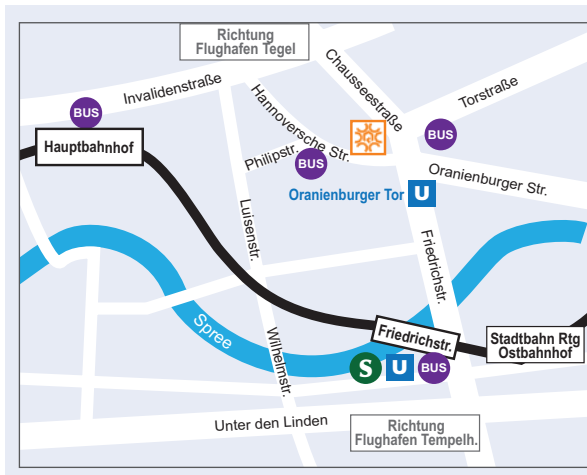 Richtung
Flughafen Tegel
Chausseestraße
Invalidenstraße
Torstraße
BUS
Hauptbahnhof
Hannoversche Str.
BUS
Philipstr.
BUS
Oranienburger Tor U
Oranienburger Str.
Luisenstr.
Friedrichstr.
Spree
Friedrichstr.
Stadtbahn Rtg
Ostbahnhof
Wilhelmstr.
S U BUS
Unter den Linden
Richtung
Flughafen Tempelh.